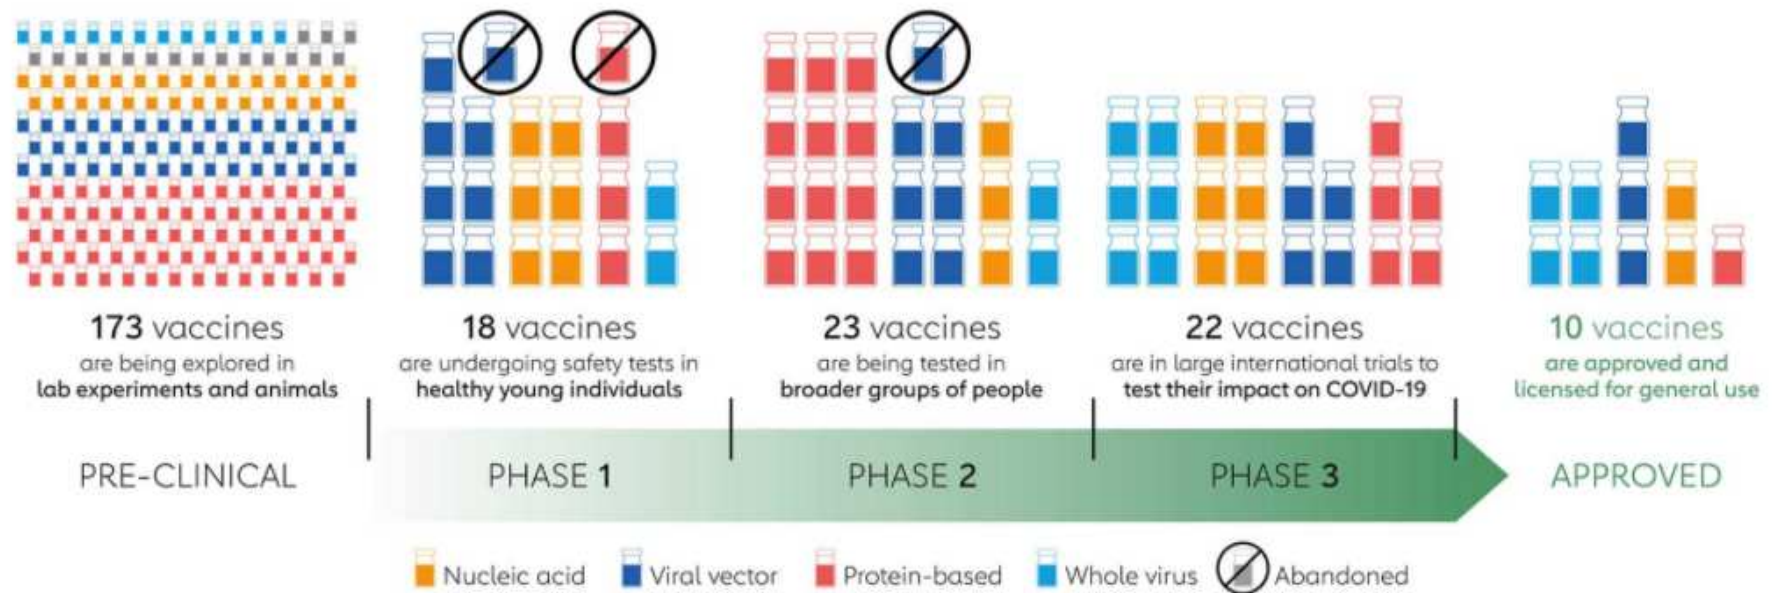 173 vaccines
are being explored in
lab experiments and animals
18 vaccines
are undergoing safety tests in
healthy young individuals
23 vaccines
are being tested in
broader groups of people
22 vaccines
are in large international trials to
test their impact on COVID-19
10 vaccines
are approved and
licensed for general use
PRE-CLINICAL
PHASE 1
PHASE 2
PHASE 3
APPROVED
Nucleic acid
Viral vector
Protein-based
Whole virus
Abandoned